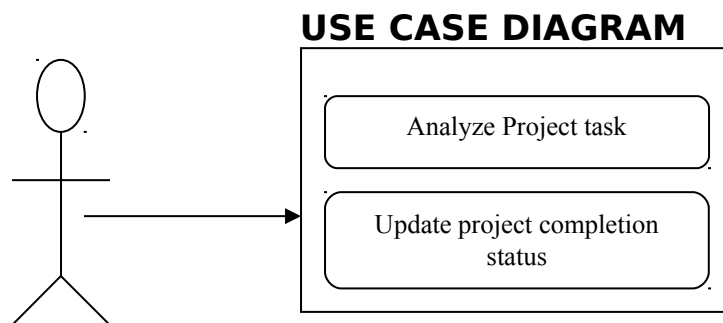 USE CASE DIAGRAM
Analyze Project task
Update project completion
status